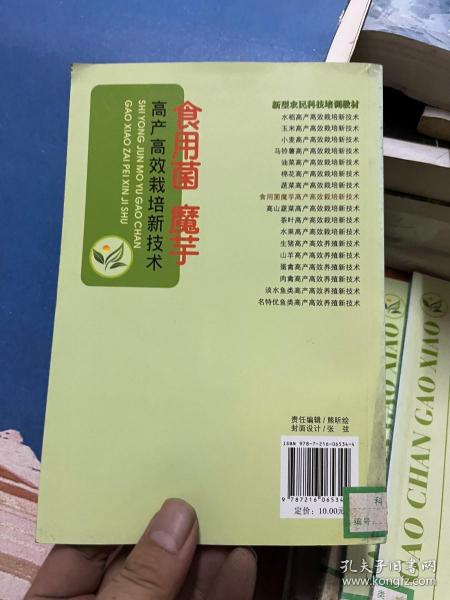 食用菌 魔芋
高产高效栽培新技术
SHI YONG JUN MO YU GAO CHAN
GAO XIAO ZAI PEI XIN JI SHU
新型农民科技培训教材
水稻高产高效栽培新技术
玉米高产高效栽培新技术
小麦高产高效栽培新技术
马铃薯高产高效栽培新技术
油菜高产高效栽培新技术
棉花高产高效栽培新技术
蔬菜高产高效栽培新技术
食用菌魔芋高产高效栽培新技术
高山蔬菜高产高效栽培新技术
茶叶高产高效栽培新技术
水果高产高效栽培新技术
生猪高产高效养殖新技术
山羊高产高效养殖新技术
蛋禽高产高效养殖新技术
肉禽高产高效养殖新技术
淡水鱼类高产高效养殖新技术
名特优鱼类高产高效养殖新技术
责任编辑/熊昕绘
封面设计/张 弦
ISBN 978-7-216-06534-4
9 787216 06534
定价:10.00元
科
编号:
GAO CHAN GAO XIAO
GAO XIAO
类
孔夫子旧书网